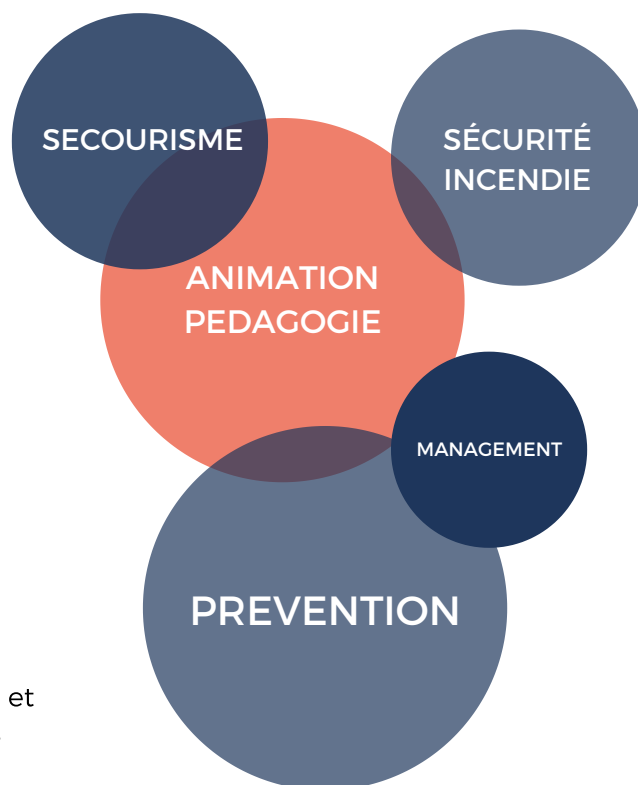 SECOURISME
SÉCURITÉ
INCENDIE
ANIMATION
PEDAGOGIE
MANAGEMENT
PREVENTION
et